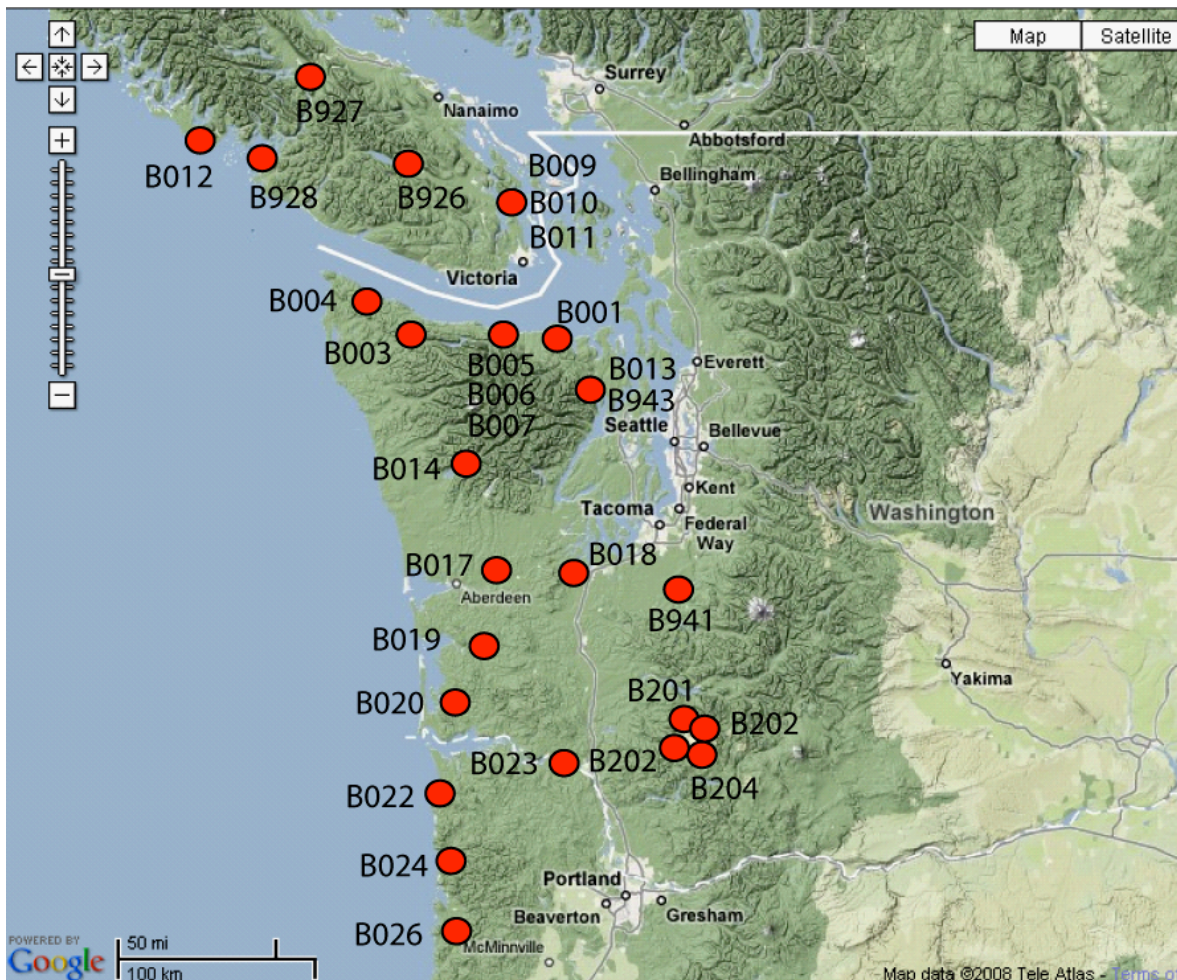 Map
Satellite
Surrey
B927
Nanaimo
Abbotsford
B012
B928
B926
B009
B010
B011
Bellingham
Victoria
B004
B003
B001
B005
B006
B007
B013
B943
Everett
Seattle
Bellevue
B014
Kent
Tacoma
Federal
Way
Washington
B017
B018
Aberdeen
B941
B019
Yakima
B020
B201
B202
B023
B202
B204
B022
B024
Portland
Beaverton
Gresham
B026
McMinnville
50 mi
100 km
POWERED BY
Google
Map data ©2008 Tele Atlas - Terms of